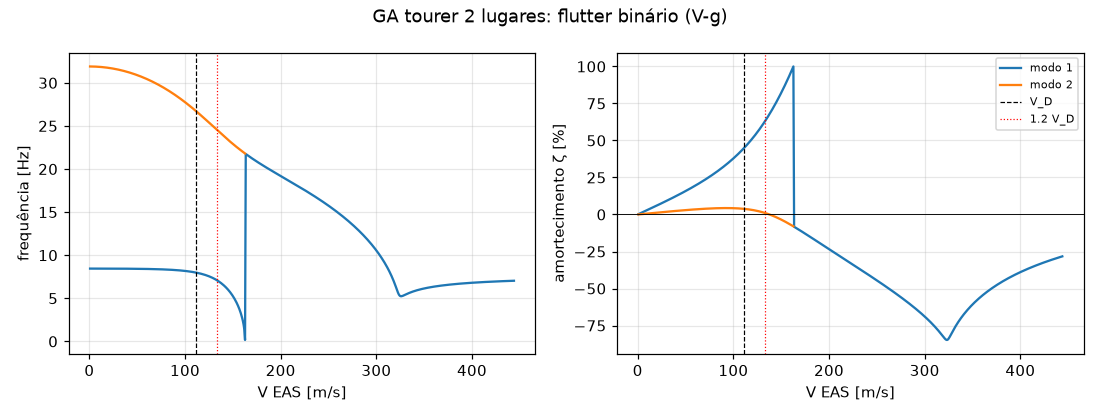 GA tourer 2 lugares: flutter binário (V-g)
frequência [Hz]
30
25
20
15
10
5
0
0 100 200 300 400
V EAS [m/s]
amortecimento ζ [%]
100
75
50
25
0
−25
−50
−75
0 100 200 300 400
V EAS [m/s]
modo 1
modo 2
V_D
1.2 V_D